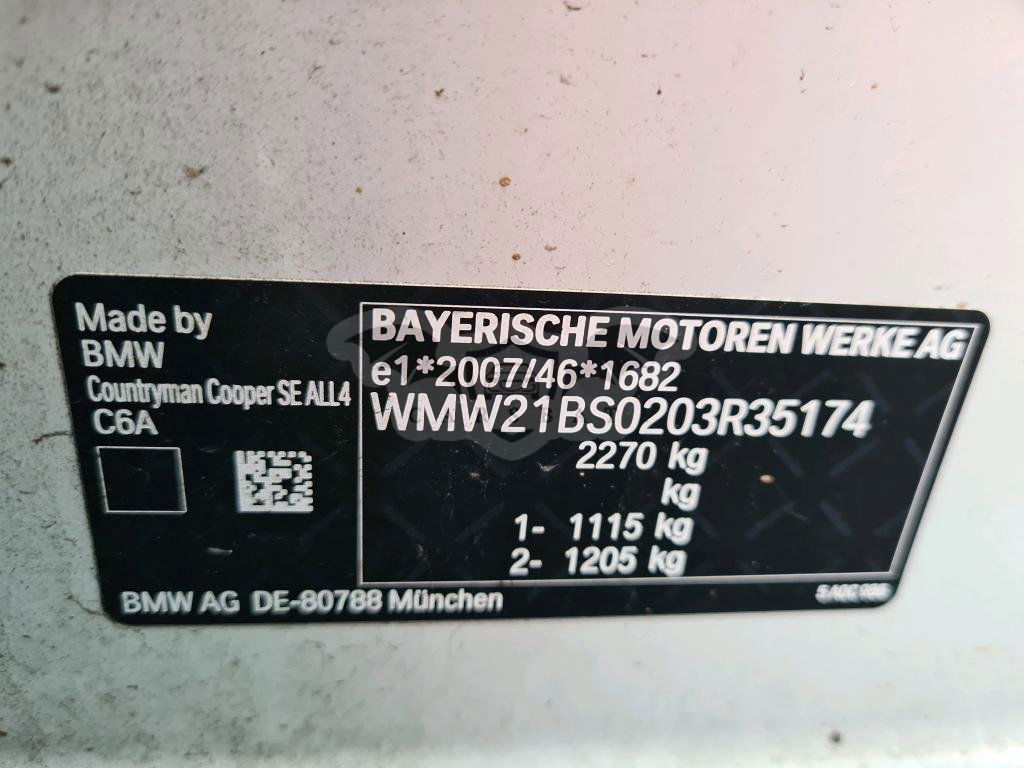 Made by
BMW
Countryman Cooper SE ALL4
C6A
BAYERISCHE MOTOREN WERKE AG
e1*2007/46*1682
WMW21BS0203R35174
2270 kg
kg
1- 1115 kg
2- 1205 kg
BMW AG DE-80788 München